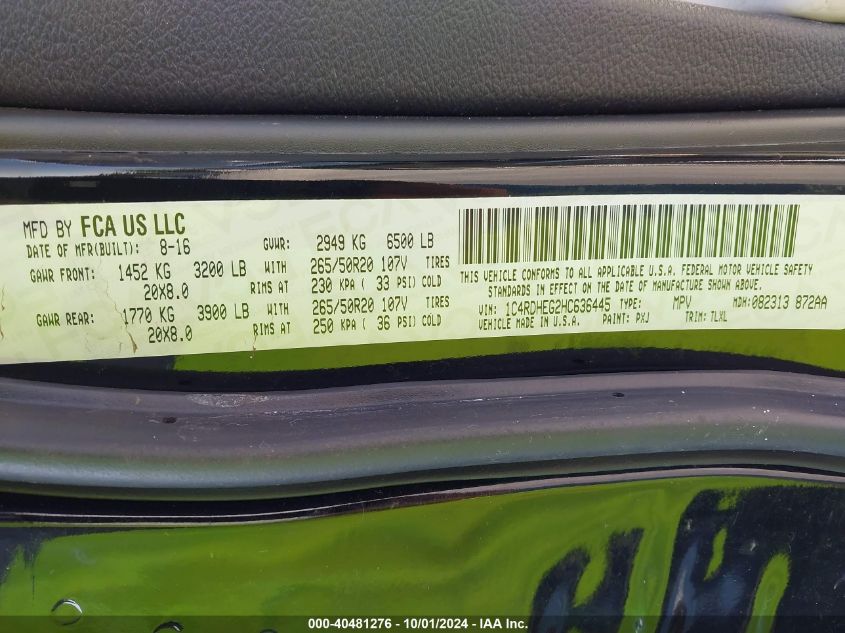 MFD BY FCA US LLC
DATE OF MFR(BUILT): 8-16 GVWR: 2949 KG 6500 LB
GAWR FRONT: 1452 KG 3200 LB WITH 265/50R20 107V TIRES
20X8.0 RIMS AT 230 KPA ( 33 PSI) COLD
GAWR REAR: 1770 KG 3900 LB WITH 265/50R20 107V TIRES
20X8.0 RIMS AT 250 KPA ( 36 PSI) COLD
THIS VEHICLE CONFORMS TO ALL APPLICABLE U.S.A. FEDERAL MOTOR VEHICLE SAFETY
STANDARDS IN EFFECT ON THE DATE OF MANUFACTURE SHOWN ABOVE.
VIN: 1C4RDHEG2HC636445 TYPE: MPV MDH: 082313 872AA
VEHICLE MADE IN U.S.A. PAINT: PXJ TRIM: TLXL
000-40481276 - 10/01/2024 - IAA Inc.